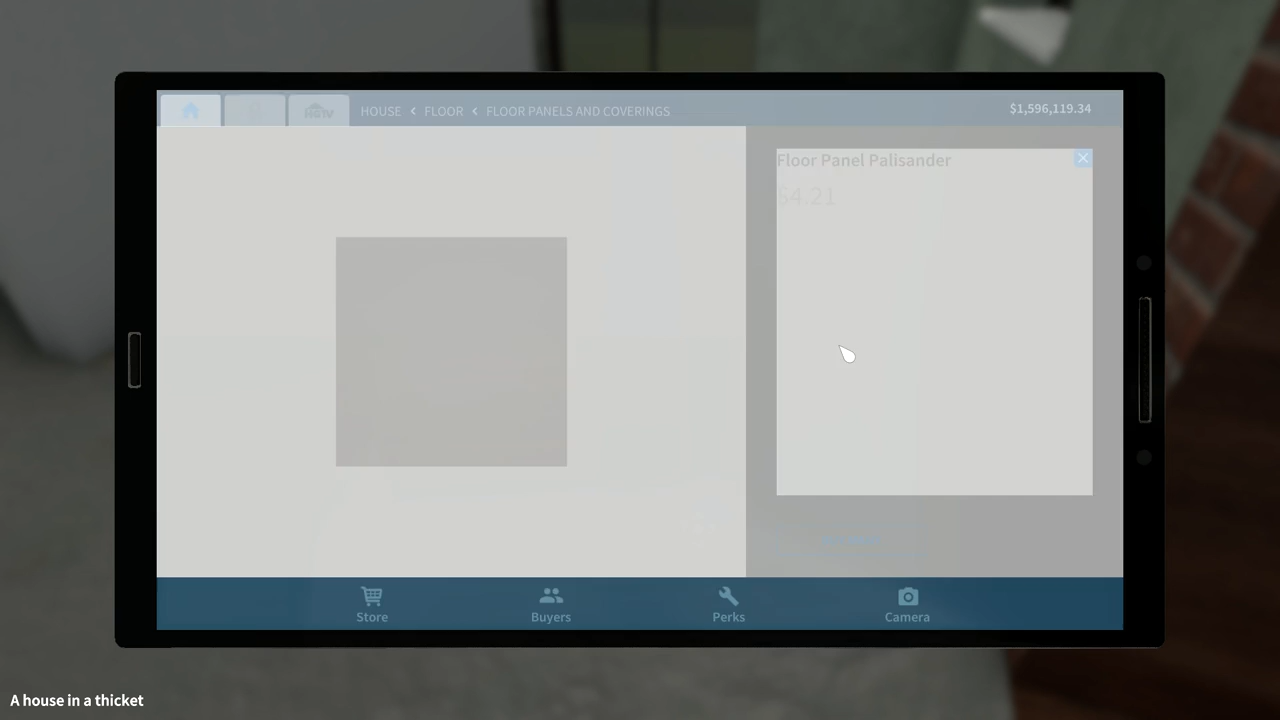 HGTV
HOUSE < FLOOR < FLOOR PANELS AND COVERINGS
$1,596,119.34
Floor Panel Palisander
$4.21
Store
Buyers
Perks
Camera
A house in a thicket